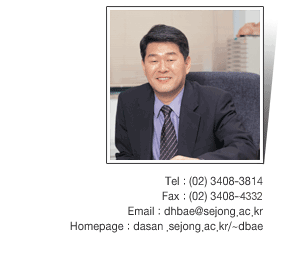 Tel : (02) 3408-3814
Fax : (02) 3408-4332
Email : dhbae@sejong.ac.kr
Homepage : dasan .sejong.ac.kr/~dbae